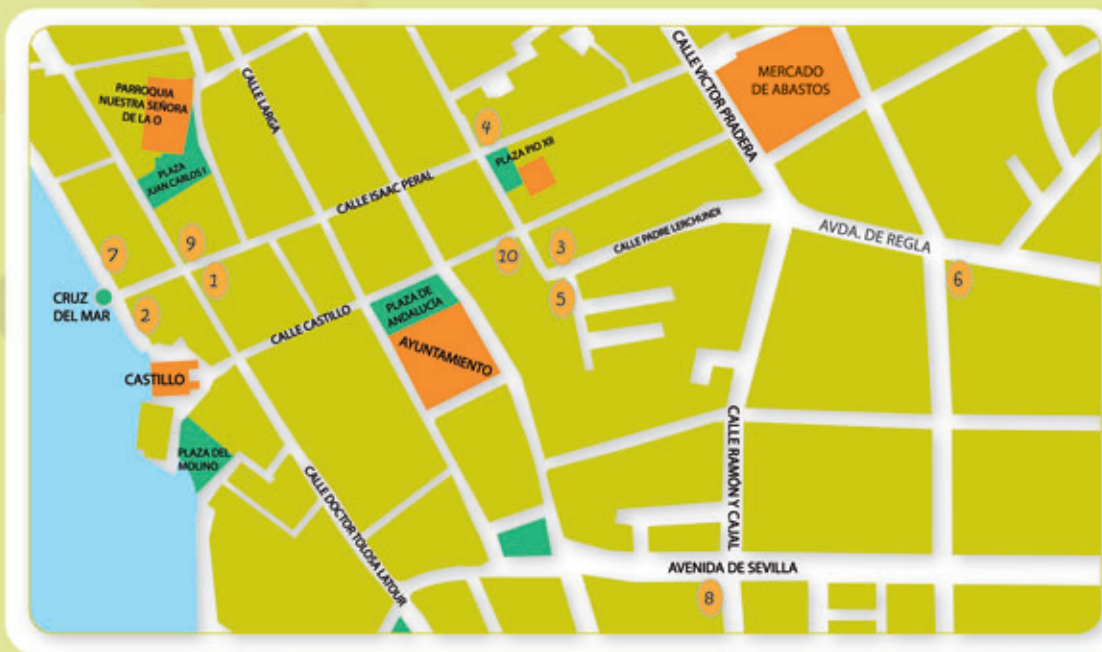 PARROQUIA
NUESTRA SEÑORA
DE LA O
PLAZA
JUAN CARLOS I
CALLE LARGA
CALLE VICTOR PRADERA
MERCADO
DE ABASTOS
4
PLAZA PIO XII
CALLE ISAAC PERAL
7
9
1
10
3
CALLE PADRE LERCHUNDI
AVDA. DE REGLA
6
CRUZ
DEL MAR
2
5
CALLE CASTILLO
PLAZA DE
ANDALUCÍA
AYUNTAMIENTO
CASTILLO
PLAZA DEL
MOLINO
CALLE DOCTOR TOLOSA LATOUR
CALLE RAMÓN Y CAJAL
AVENIDA DE SEVILLA
8